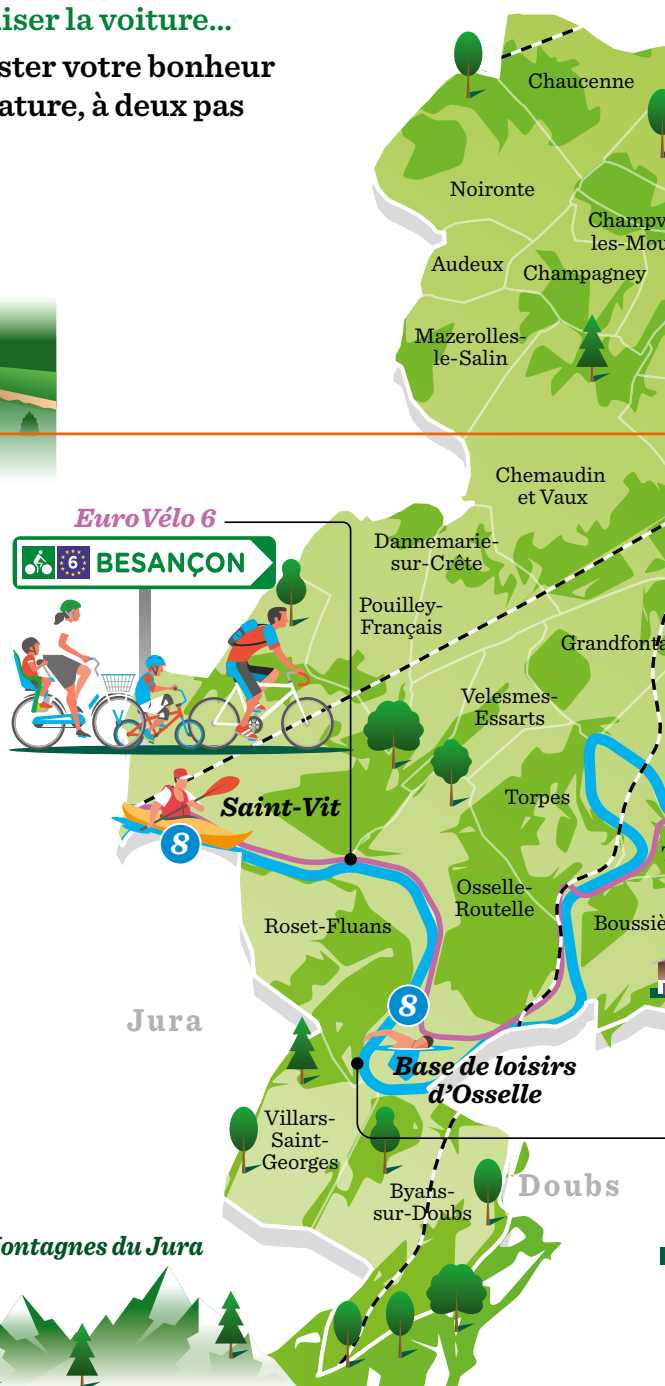 iser la voiture...
ster votre bonheur
ature, à deux pas
Chaucenne
Noironte
Champv
les-Mou
Audeux
Champagney
Mazerolles-
le-Salin
Chemaudin
et Vaux
EuroVélo 6
6 BESANÇON
Dannemarie-
sur-Crête
Pouilley-
Français
Grandfonta
Velesmes-
Essarts
Torpes
Saint-Vit
8
Osselle-
Routelle
Roset-Fluans
Boussiè
8
Jura
Base de loisirs
d'Osselle
Villars-
Saint-
Georges
Byans-
sur-Doubs
Doubs
ontagnes du Jura